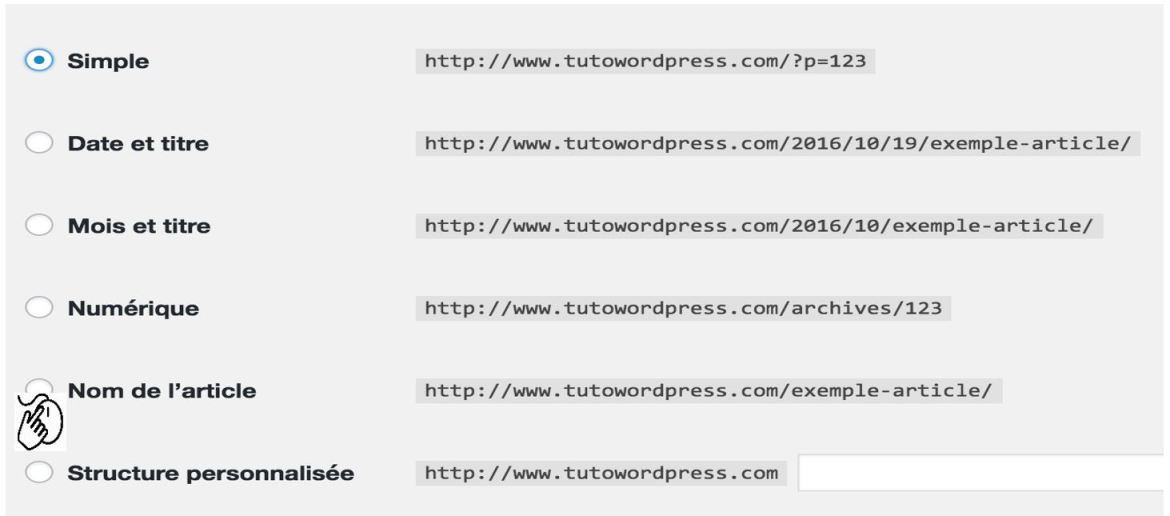 Simple http://www.tutowordpress.com/?p=123
Date et titre http://www.tutowordpress.com/2016/10/19/exemple-article/
Mois et titre http://www.tutowordpress.com/2016/10/exemple-article/
Numérique http://www.tutowordpress.com/archives/123
Nom de l’article http://www.tutowordpress.com/exemple-article/
Structure personnalisée http://www.tutowordpress.com